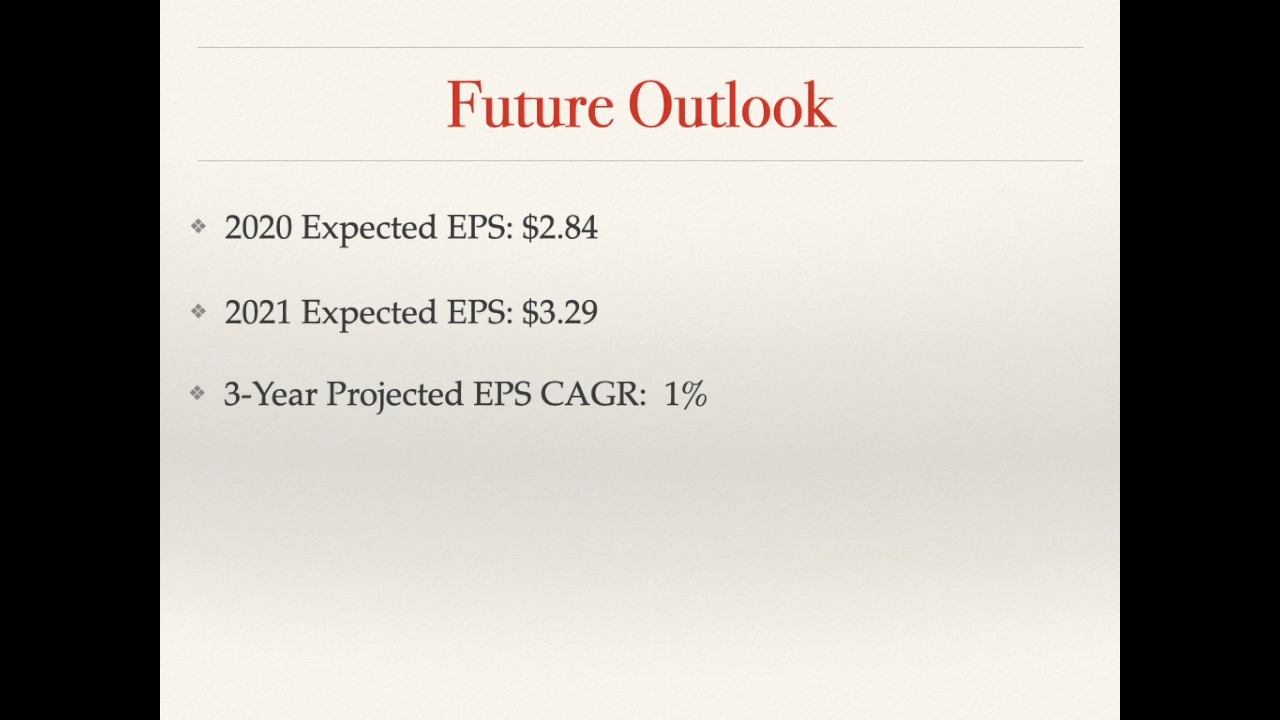 Future Outlook
❖ 2020 Expected EPS: $2.84
❖ 2021 Expected EPS: $3.29
❖ 3-Year Projected EPS CAGR: 1%